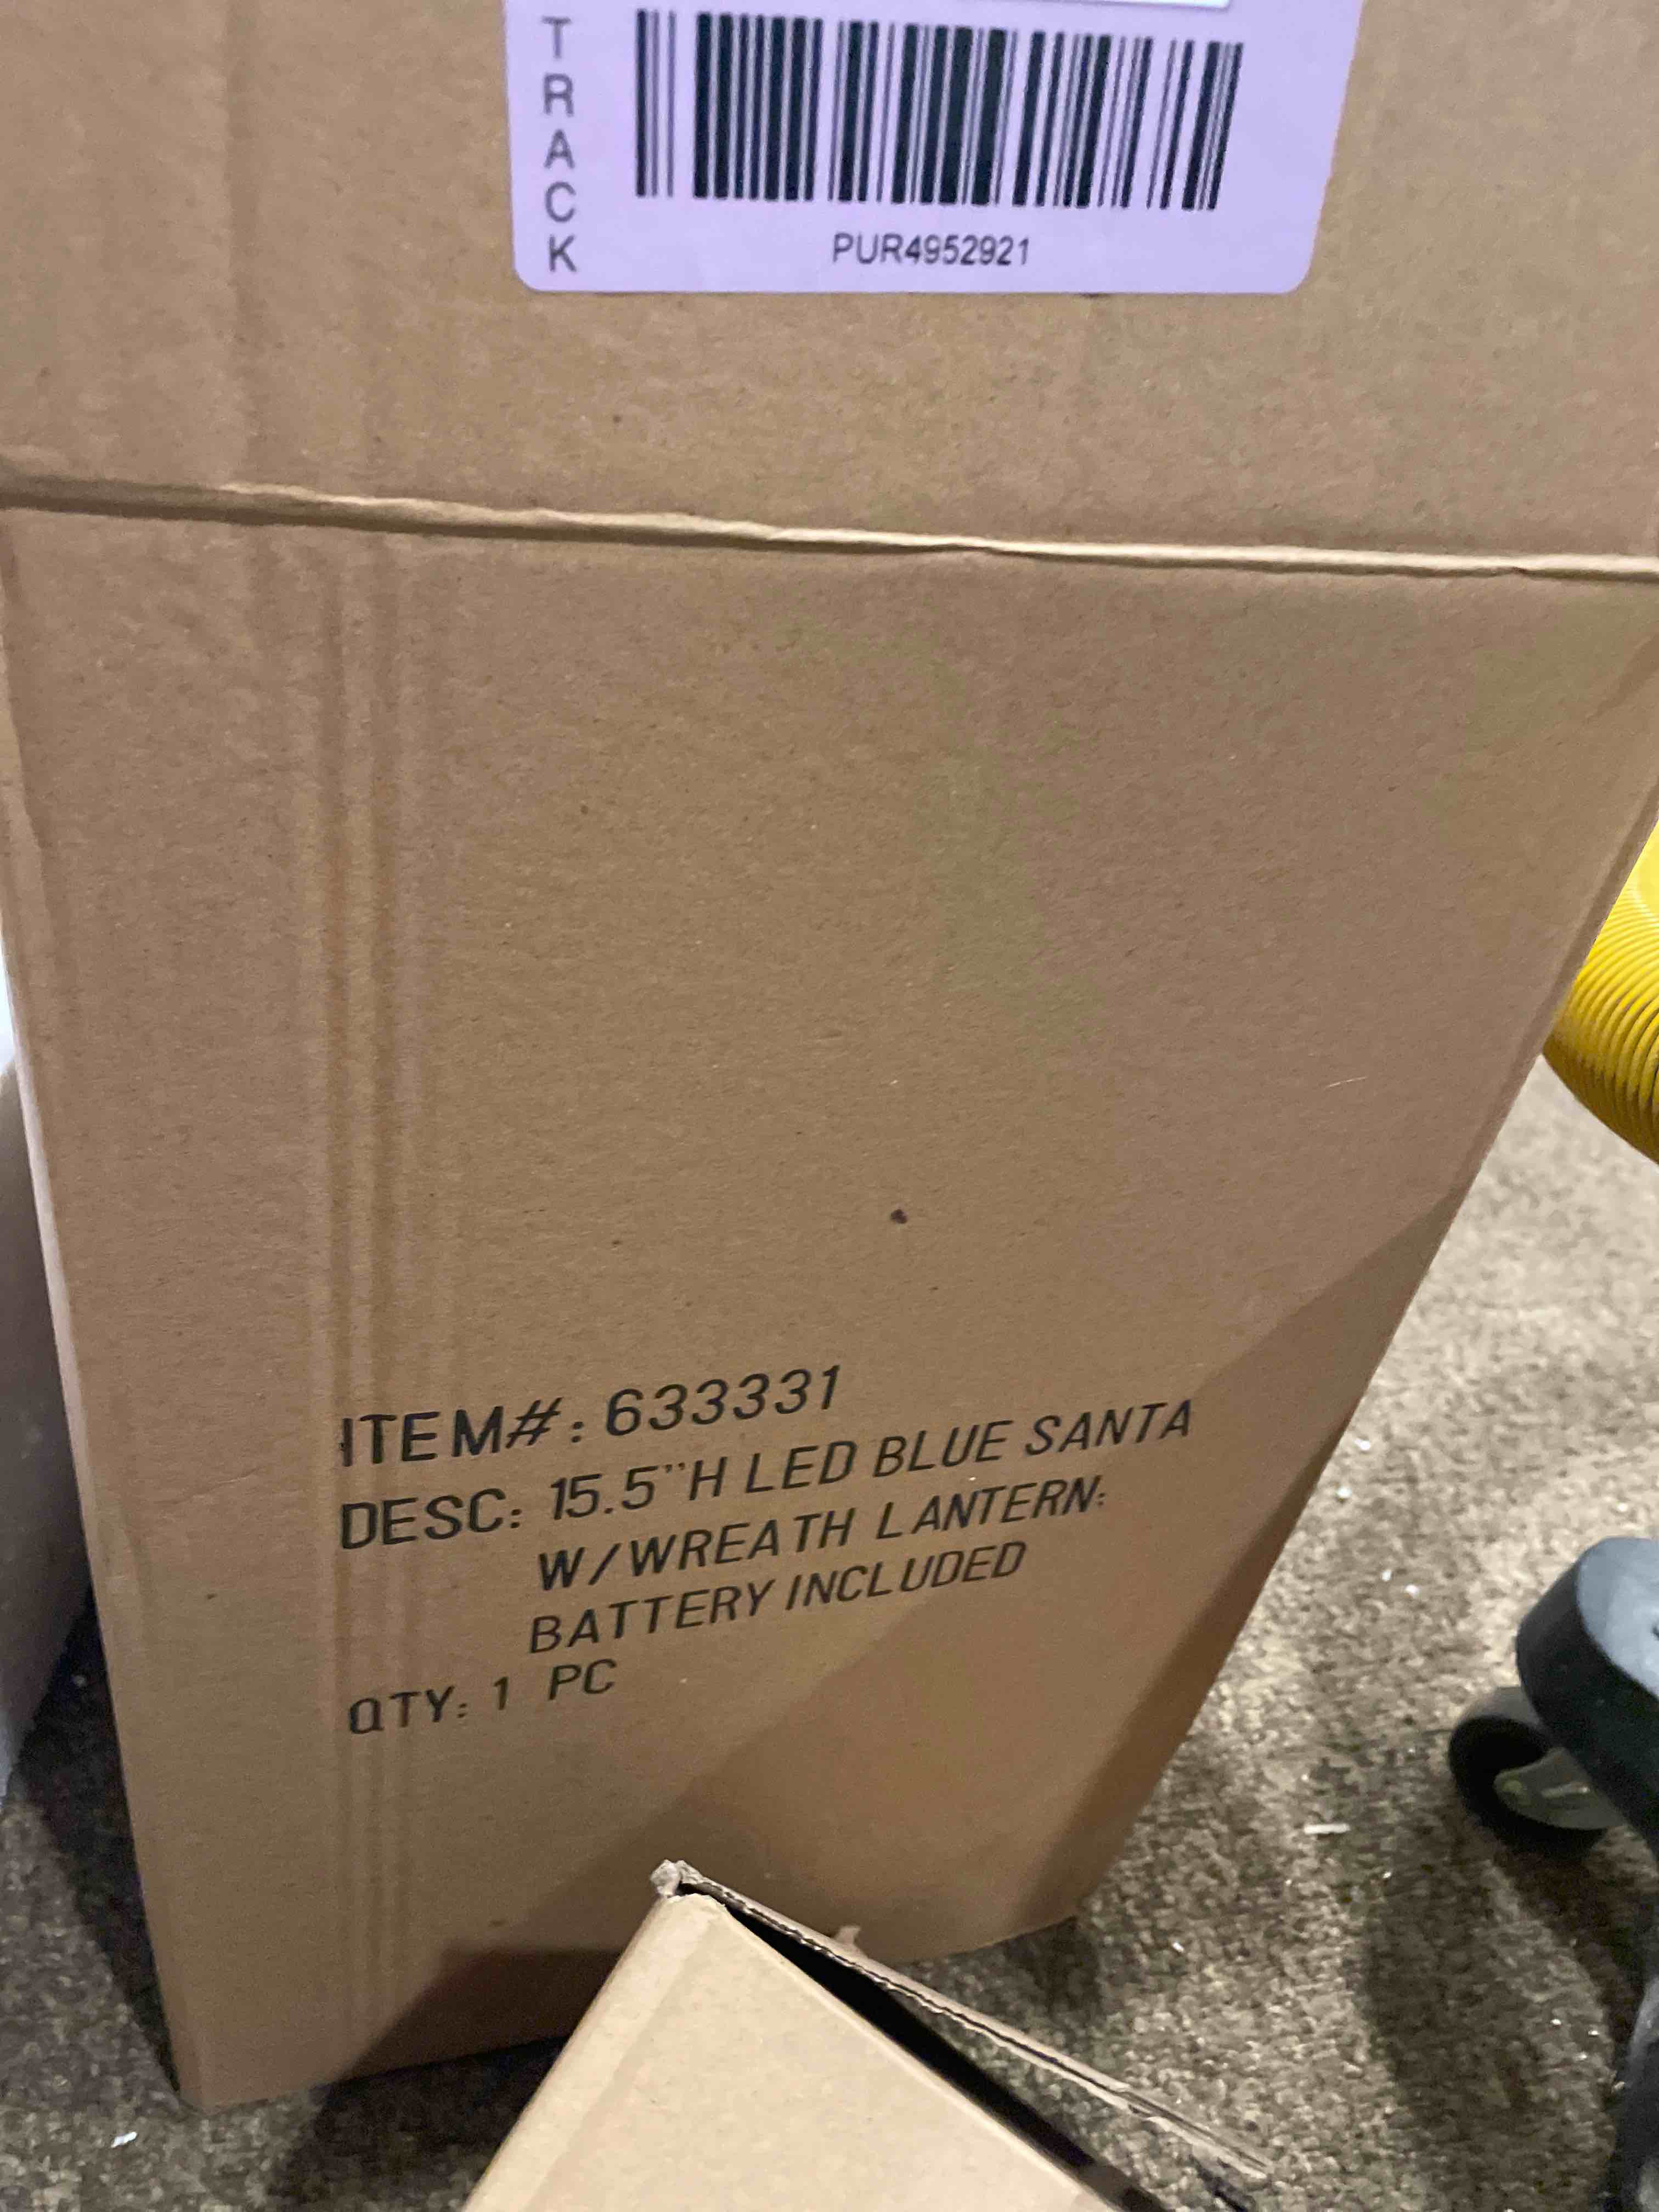 TRACK
PUR4952921
ITEM#: 633331
DESC: 15.5"H LED BLUE SANTA
W/WREATH LANTERN:
BATTERY INCLUDED
QTY: 1 PC